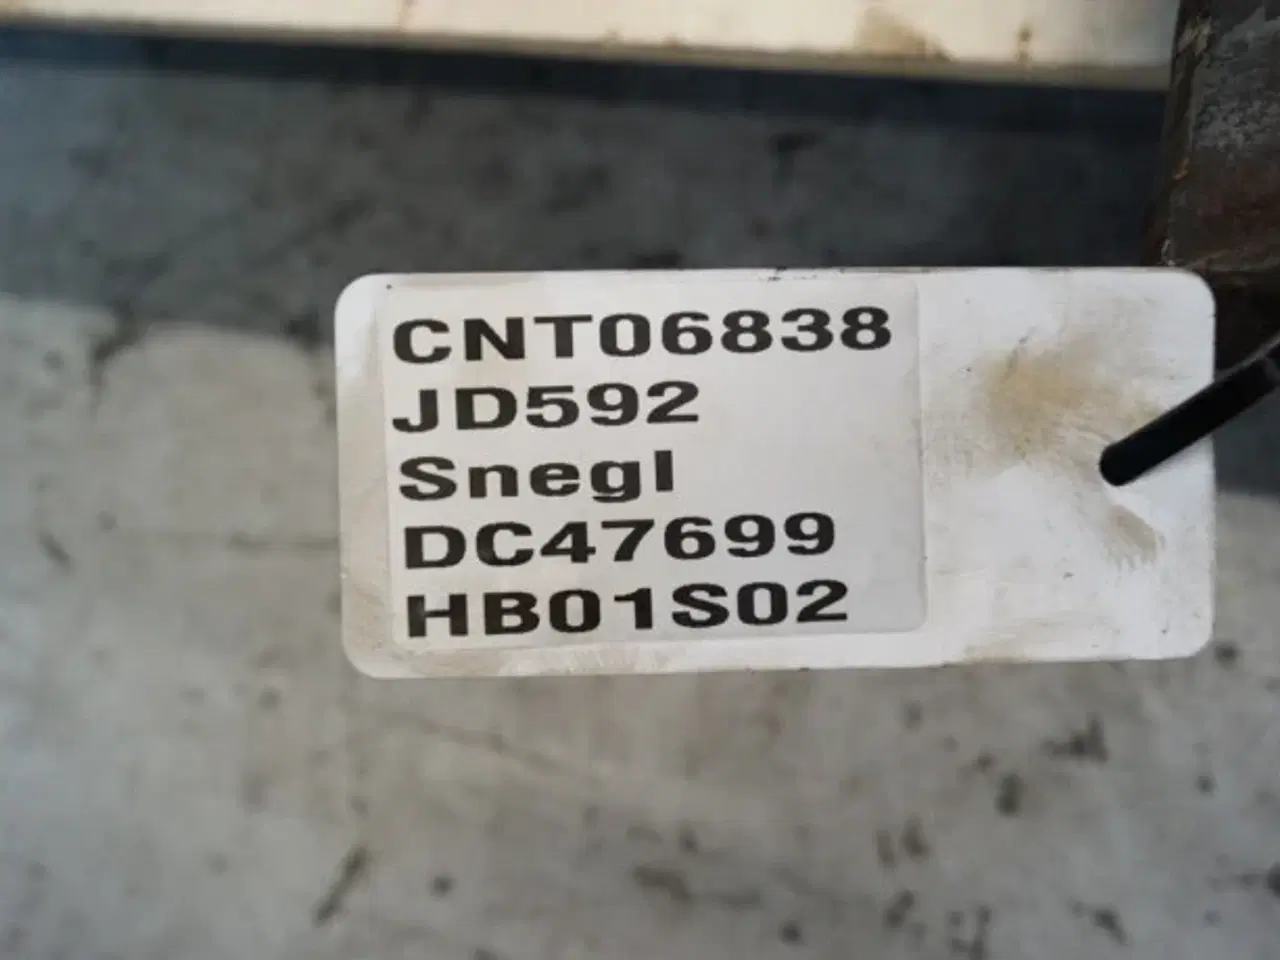 CNT06838
JD592
Snegl
DC47699
HB01S02